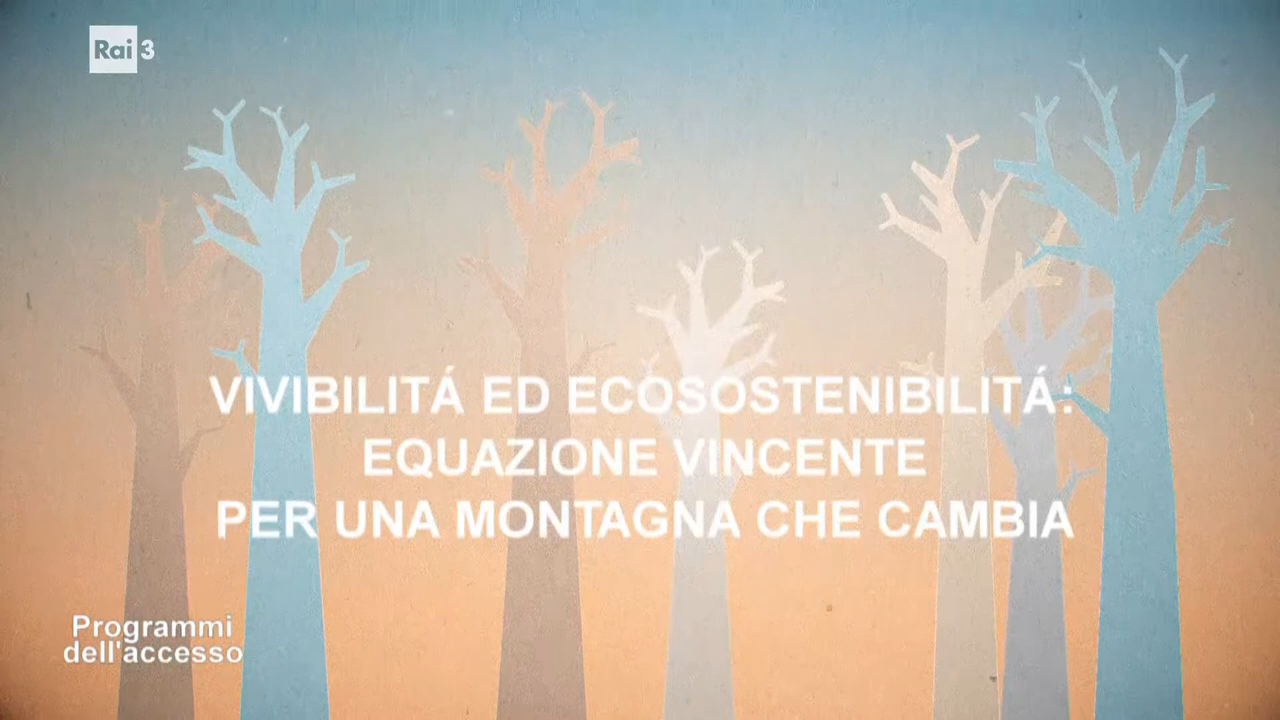 Rai 3
VIVIBILITÁ ED ECOSOSTENIBILITÁ:
EQUAZIONE VINCENTE
PER UNA MONTAGNA CHE CAMBIA
Programmi
dell'accesso